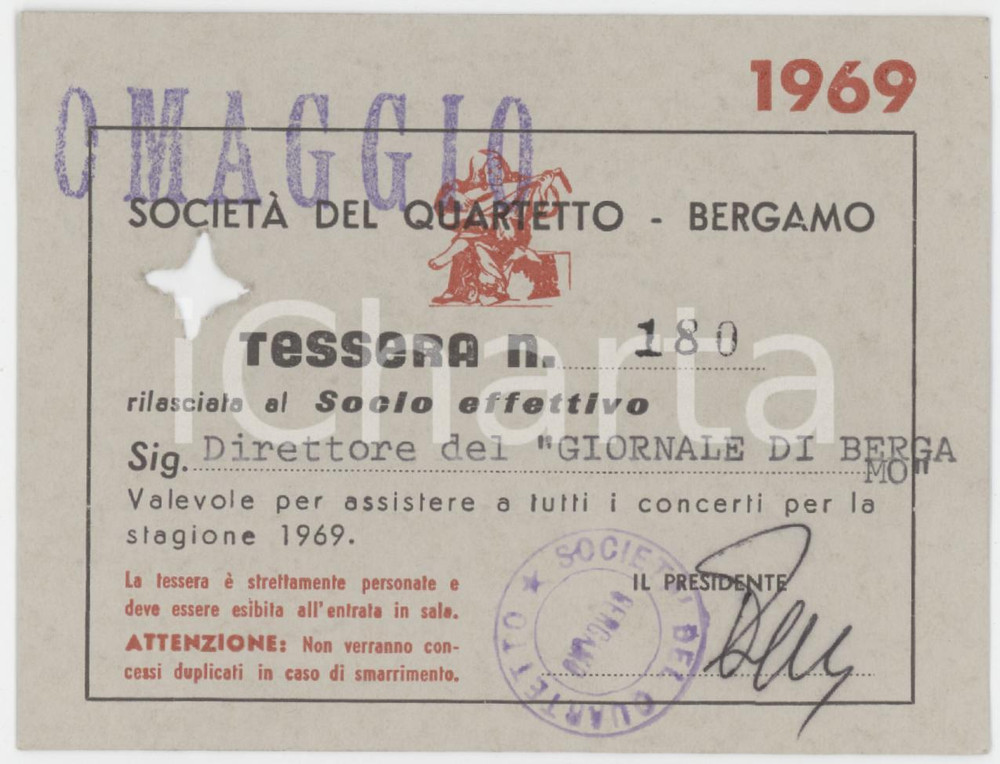 1969
OMAGGIO
SOCIETÀ DEL QUARTETTO - BERGAMO
TESSERA n. 180
rilasciata al Socio effettivo
Sig. Direttore del "GIORNALE DI BERGA
MO"
Valevole per assistere a tutti i concerti per la
stagione 1969.
La tessera è strettamente personate e
deve essere esibita all'entrata in sala.
ATTENZIONE: Non verranno con-
cessi duplicati in caso di smarrimento.
IL PRESIDENTE
SOCIETA' DEL QUARTETTO ★
BERGAMO
iCharta